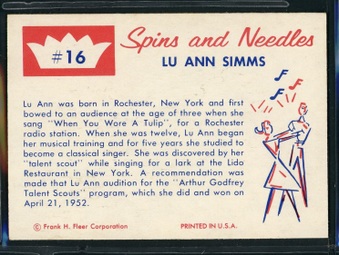 #16
Spins and Needles
LU ANN SIMMS
Lu Ann was born in Rochester, New York and first
bowed to an audience at the age of three when she
sang "When You Wore A Tulip", for a Rochester
radio station. When she was twelve, Lu Ann began
her musical training and for five years she studied to
become a classical singer. She was discovered by her
"talent scout" while singing for a lark at the Lido
Restaurant in New York. A recommendation was
made that Lu Ann audition for the "Arthur Godfrey
Talent Scouts" program, which she did and won on
April 21, 1952.
© Frank H. Fleer Corporation
PRINTED IN U.S.A.